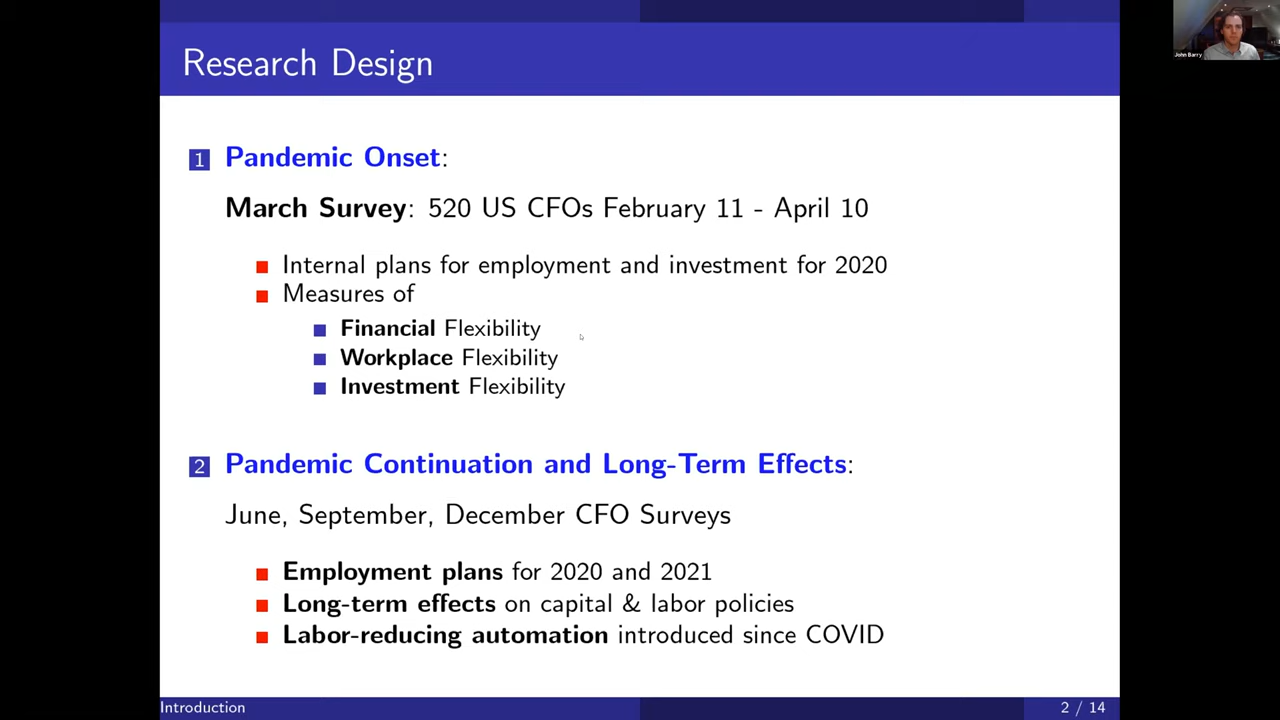 Research Design
John Barry
1 Pandemic Onset:
March Survey: 520 US CFOs February 11 - April 10
Internal plans for employment and investment for 2020
Measures of
Financial Flexibility
Workplace Flexibility
Investment Flexibility
2 Pandemic Continuation and Long-Term Effects:
June, September, December CFO Surveys
Employment plans for 2020 and 2021
Long-term effects on capital & labor policies
Labor-reducing automation introduced since COVID
Introduction
2 / 14